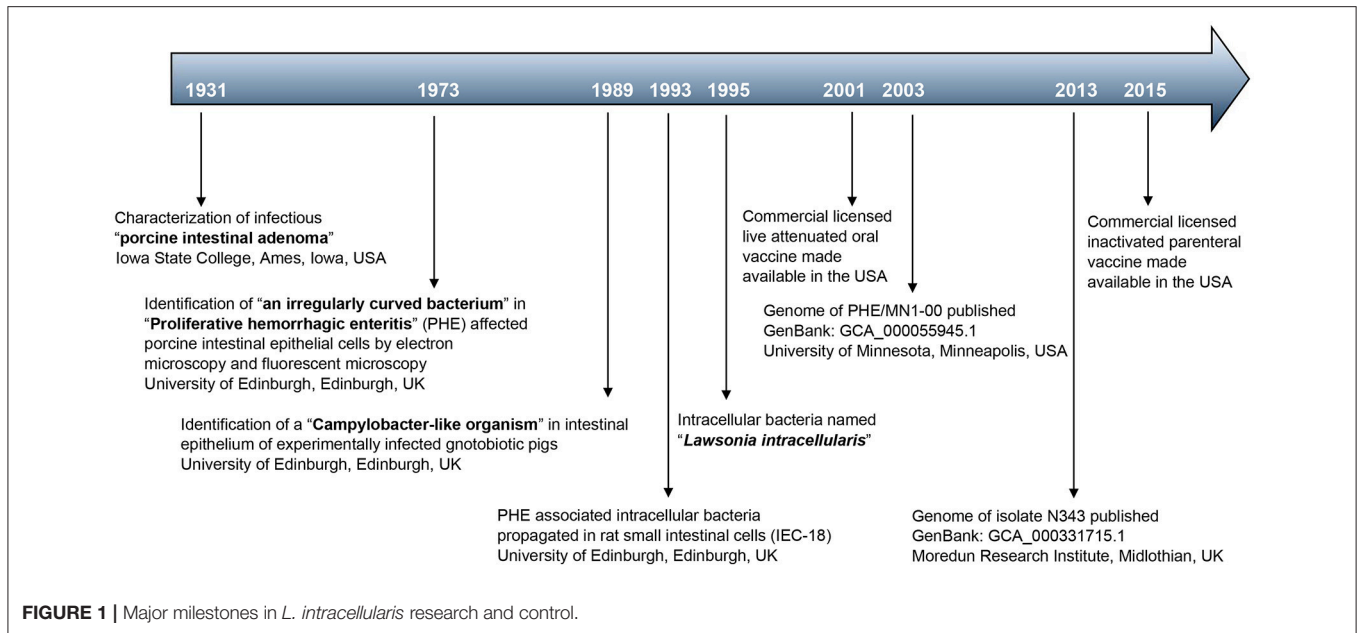 1931 1973 1989 1993 1995 2001 2003 2013 2015
Characterization of infectious
“porcine intestinal adenoma”
Iowa State College, Ames, Iowa, USA
Identification of “an irregularly curved bacterium” in
“Proliferative hemorrhagic enteritis” (PHE) affected
porcine intestinal epithelial cells by electron
microscopy and fluorescent microscopy
University of Edinburgh, Edinburgh, UK
Identification of a “Campylobacter-like organism” in intestinal
epithelium of experimentally infected gnotobiotic pigs
University of Edinburgh, Edinburgh, UK
PHE associated intracellular bacteria
propagated in rat small intestinal cells (IEC-18)
University of Edinburgh, Edinburgh, UK
Intracellular bacteria named
“Lawsonia intracellularis”
Commercial licensed
live attenuated oral
vaccine made
available in the USA
Genome of PHE/MN1-00 published
GenBank: GCA_000055945.1
University of Minnesota, Minneapolis, USA
Genome of isolate N343 published
GenBank: GCA_000331715.1
Moredun Research Institute, Midlothian, UK
Commercial licensed
inactivated parenteral
vaccine made
available in the USA
FIGURE 1 | Major milestones in L. intracellularis research and control.